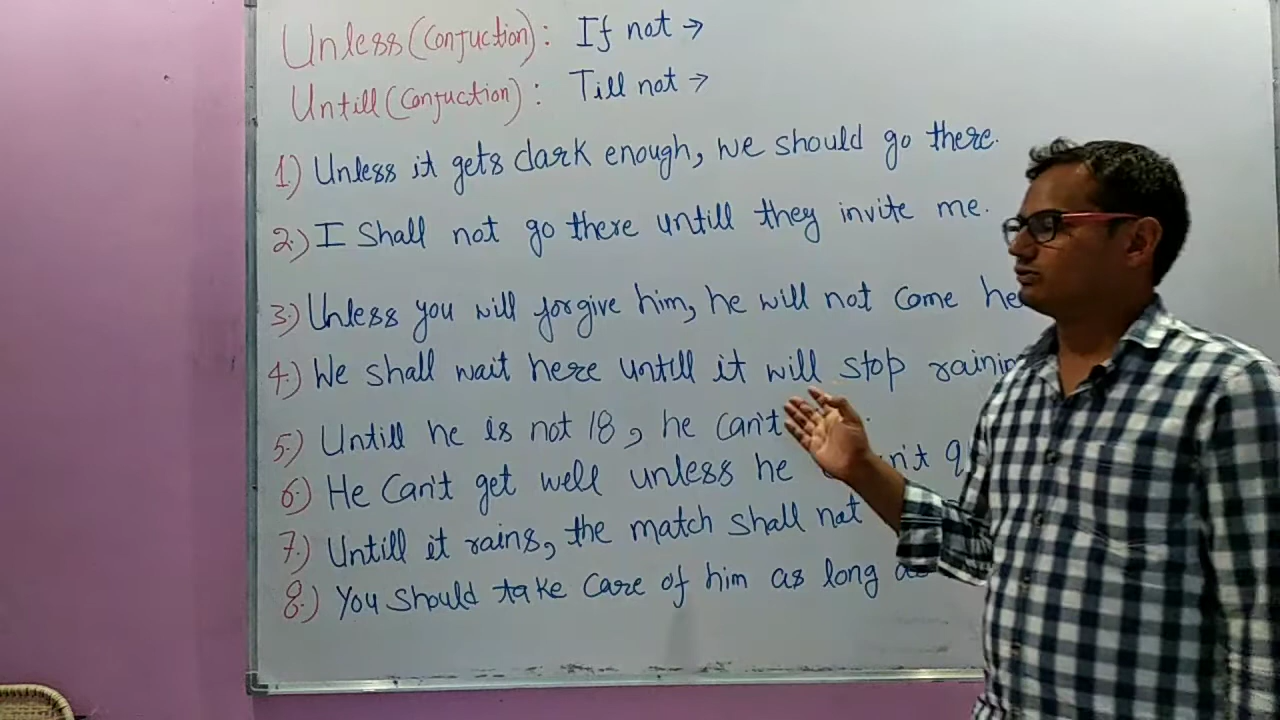 Unless (Conjuction) : If not →
Untill (Conjuction) : Till not →
1) Unless it gets dark enough, we should go there.
2.) I shall not go there untill they invite me.
3.) Unless you will forgive him, he will not come
4.) We shall wait here untill it will stop
5.) Untill he is not 18, he can't
6.) He can't get well unless he
7.) Untill it rains, the match shall not
8.) You should take care of him as long